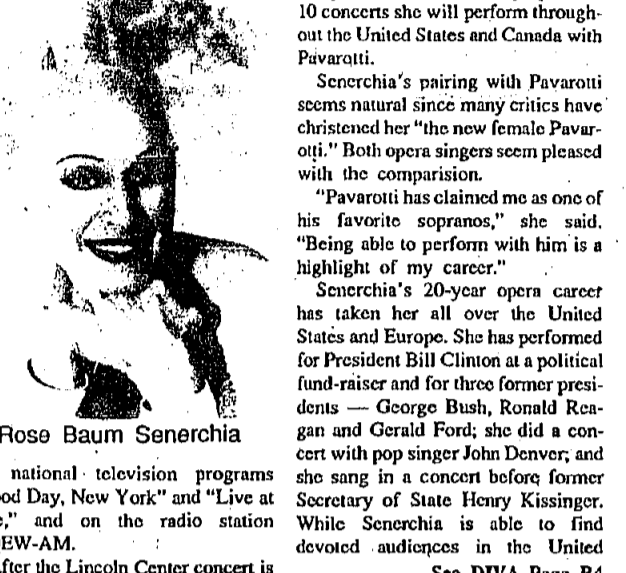 Rose Baum Senerchia
national television programs
ood Day, New York" and "Live at
e," and on the radio station
EW-AM.
fter the Lincoln Center concert is
10 concerts she will perform through-
out the United States and Canada with
Pavarotti.
Senerchia's pairing with Pavarotti
seems natural since many critics have
christened her "the new female Pavar-
otti." Both opera singers seem pleased
with the comparision.
"Pavarotti has claimed me as one of
his favorite sopranos," she said.
"Being able to perform with him is a
highlight of my career."
Senerchia's 20-year opera career
has taken her all over the United
States and Europe. She has performed
for President Bill Clinton at a political
fund-raiser and for three former presi-
dents — George Bush, Ronald Rea-
gan and Gerald Ford; she did a con-
cert with pop singer John Denver; and
she sang in a concert before former
Secretary of State Henry Kissinger.
While Senerchia is able to find
devoted audiences in the United
See DIVA Page B4